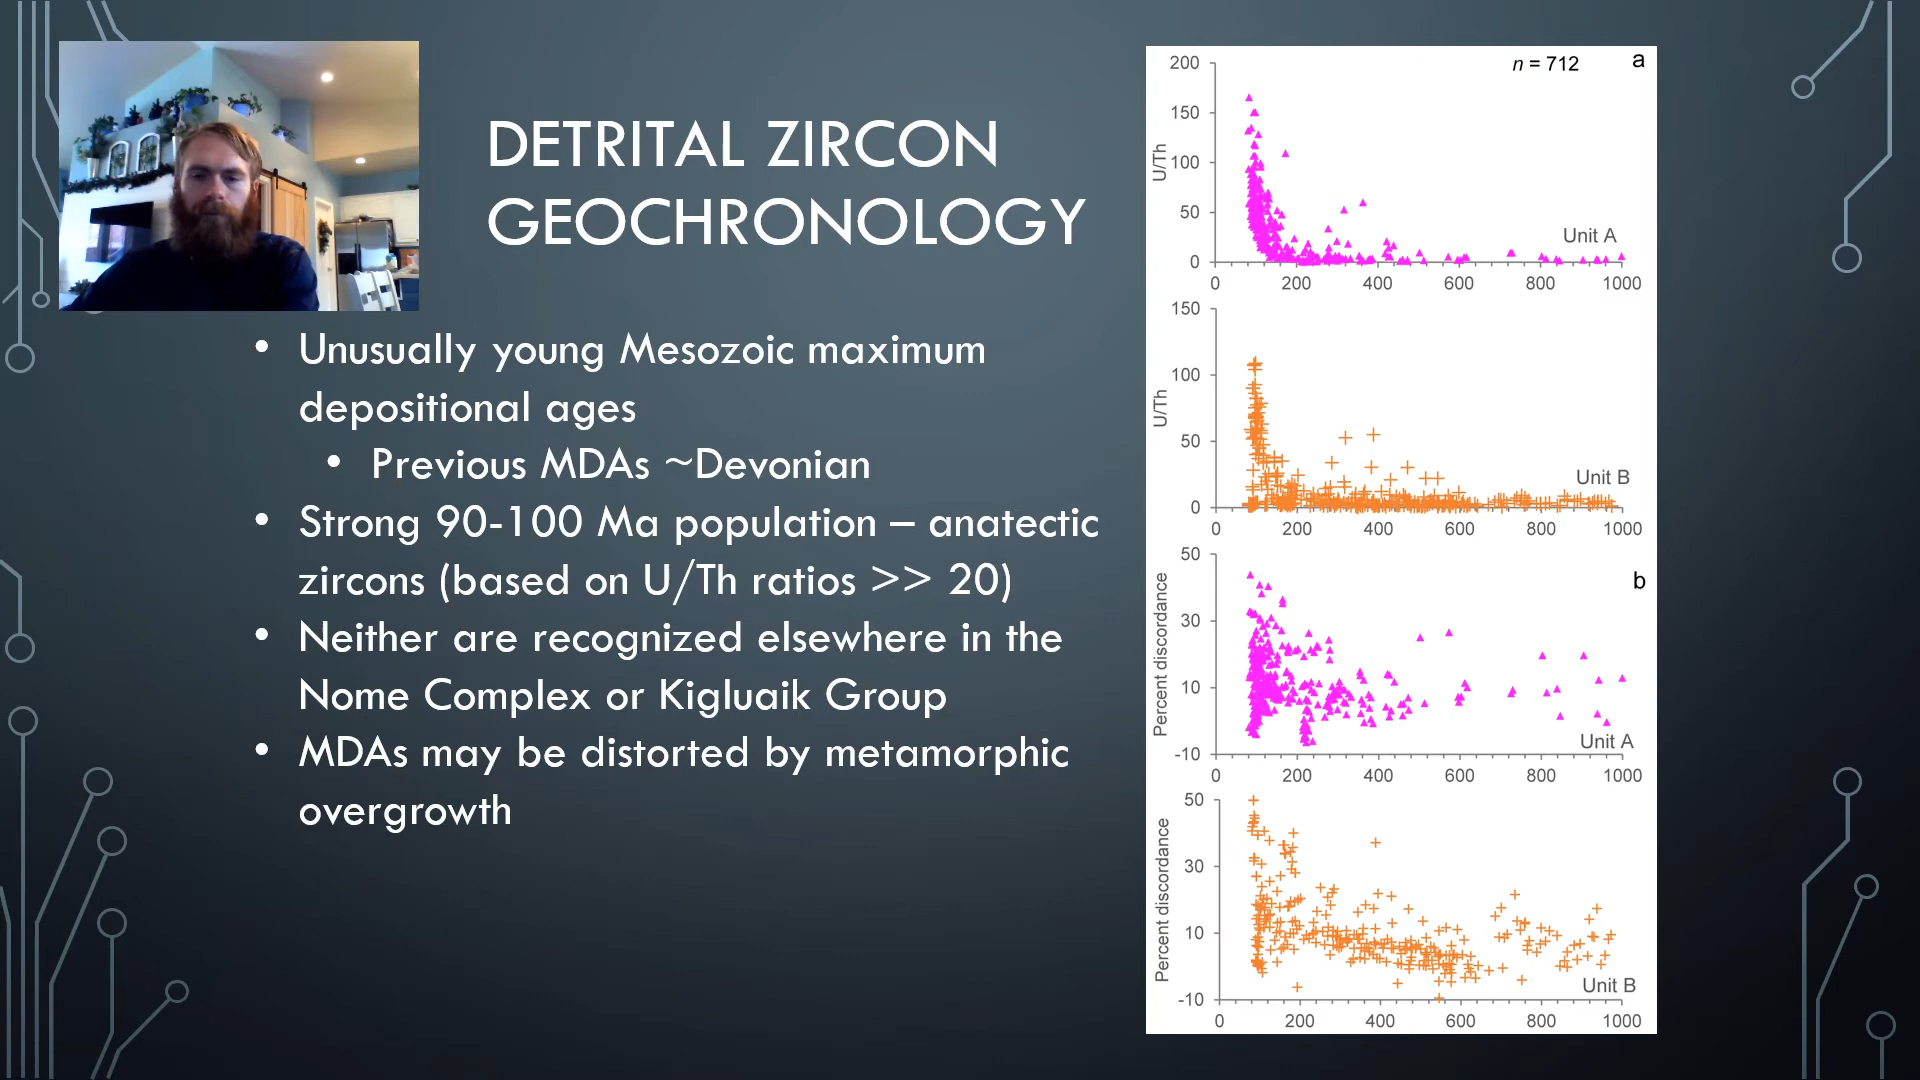 DETRITAL ZIRCON
GEOCHRONOLOGY
• Unusually young Mesozoic maximum
depositional ages
• Previous MDAs ~Devonian
• Strong 90-100 Ma population – anatectic
zircons (based on U/Th ratios >> 20)
• Neither are recognized elsewhere in the
Nome Complex or Kigluaik Group
• MDAs may be distorted by metamorphic
overgrowth
n = 712
a
200
150
100
50
0
U/Th
Unit A
0 200 400 600 800 1000
150
100
50
0
U/Th
Unit B
0 200 400 600 800 1000
b
50
30
10
-10
Percent discordance
Unit A
0 200 400 600 800 1000
50
30
10
-10
Percent discordance
Unit B
0 200 400 600 800 1000